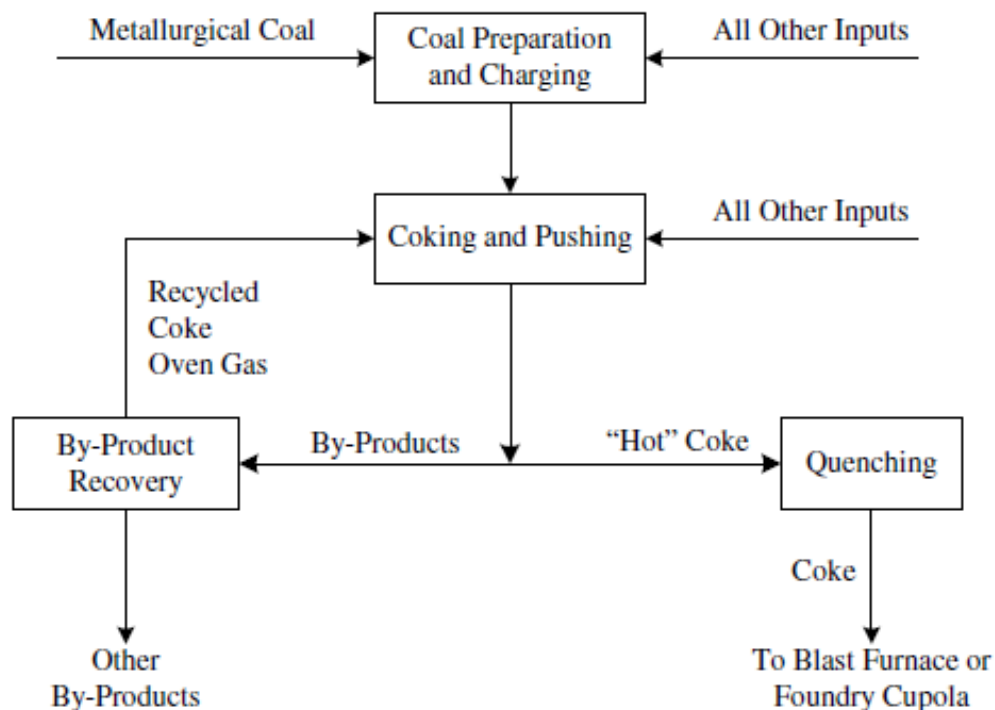 Metallurgical Coal
Coal Preparation
and Charging
All Other Inputs
All Other Inputs
Coking and Pushing
Recycled
Coke
Oven Gas
By-Product
Recovery
By-Products
“Hot” Coke
Quenching
Coke
Other
By-Products
To Blast Furnace or
Foundry Cupola